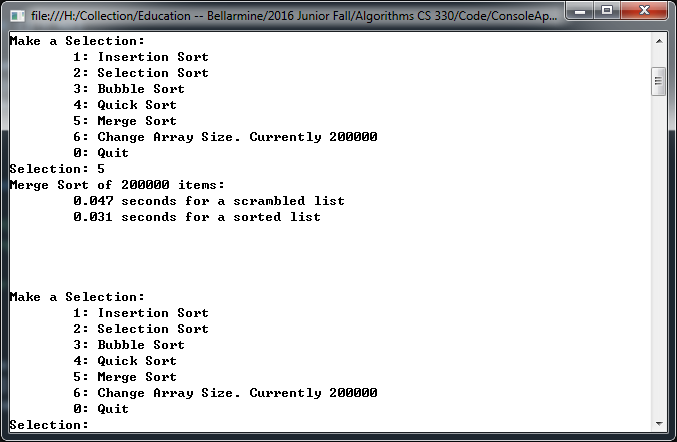 file:///H:/Collection/Education -- Bellarmine/2016 Junior Fall/Algorithms CS 330/Code/ConsoleAp...
Make a Selection:
1: Insertion Sort
2: Selection Sort
3: Bubble Sort
4: Quick Sort
5: Merge Sort
6: Change Array Size. Currently 200000
0: Quit
Selection: 5
Merge Sort of 200000 items:
0.047 seconds for a scrambled list
0.031 seconds for a sorted list
Make a Selection:
1: Insertion Sort
2: Selection Sort
3: Bubble Sort
4: Quick Sort
5: Merge Sort
6: Change Array Size. Currently 200000
0: Quit
Selection: